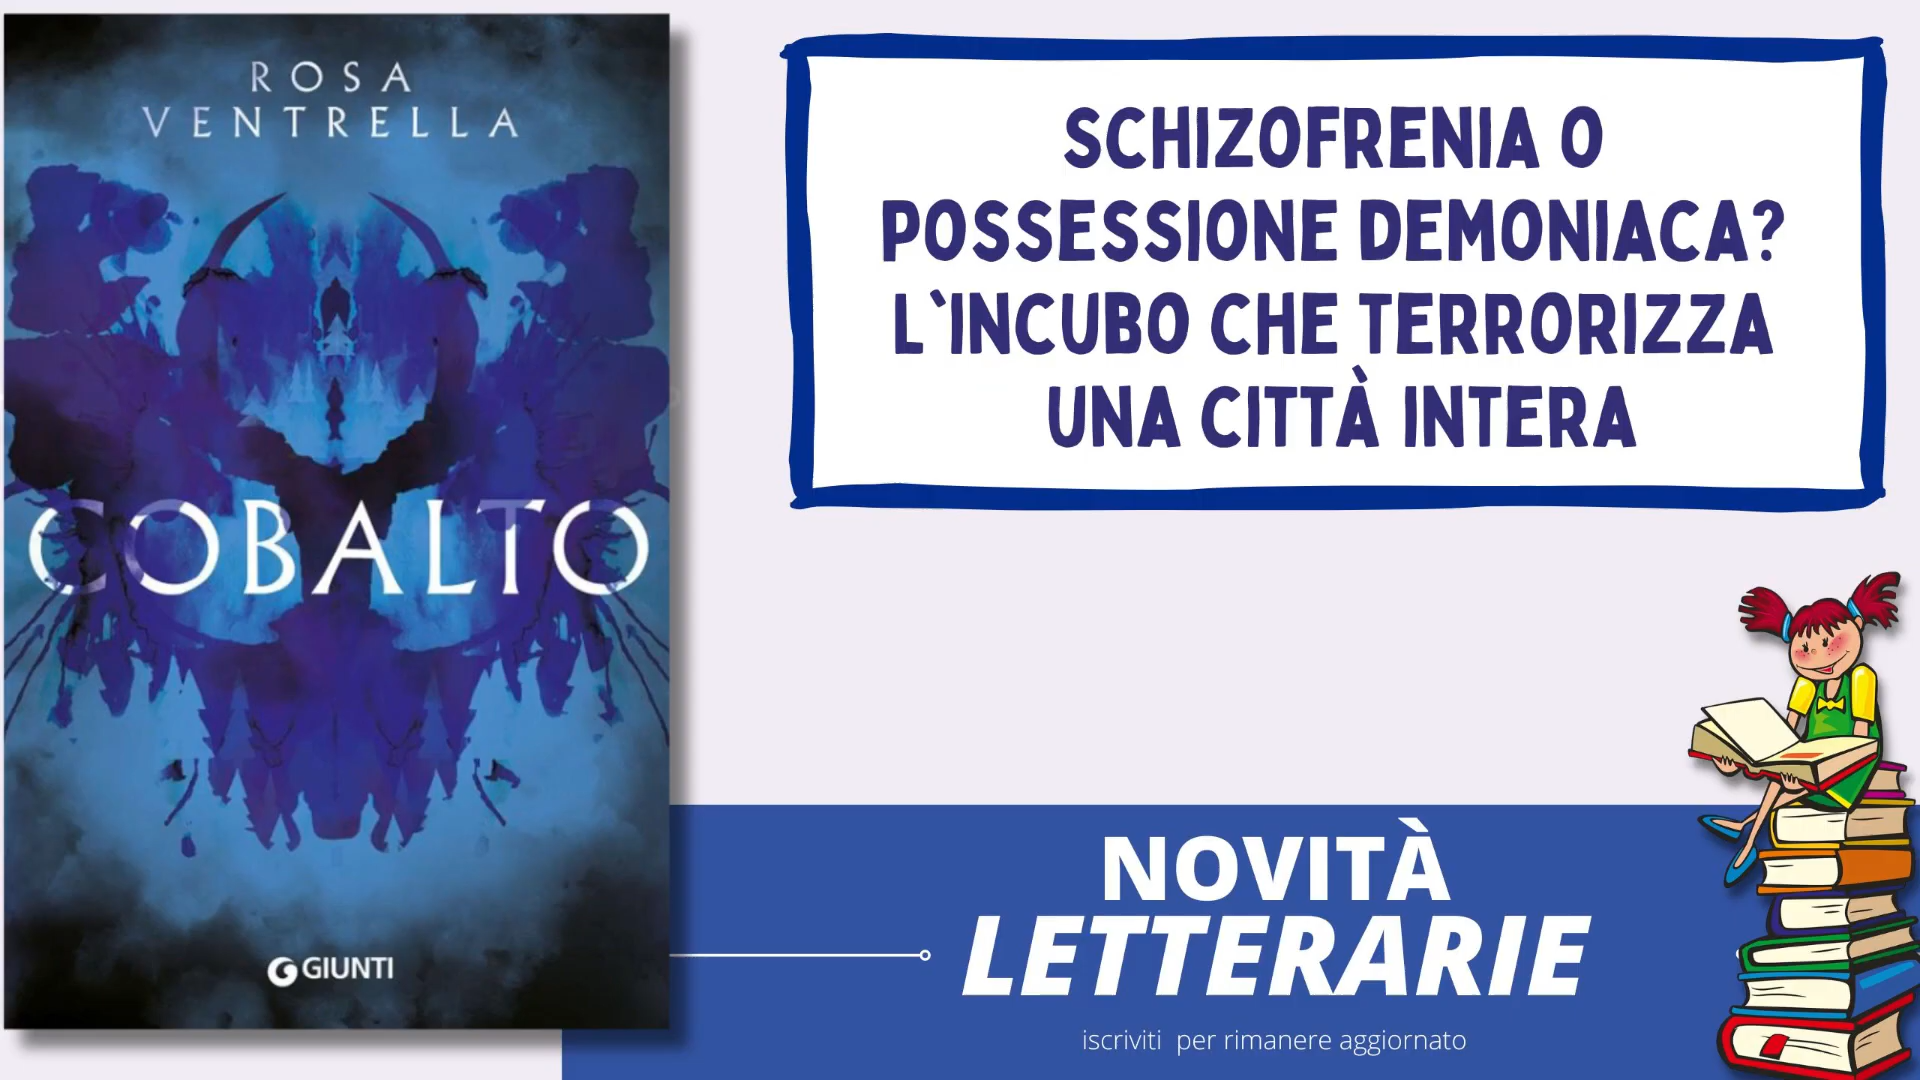 ROSA
VENTRELLA
COBALTO
GIUNTI
SCHIZOFRENIA O
POSSESSIONE DEMONIACA?
L`INCUBO CHE TERRORIZZA
UNA CITTÀ INTERA
NOVITÀ
LETTERARIE
iscriviti per rimanere aggiornato